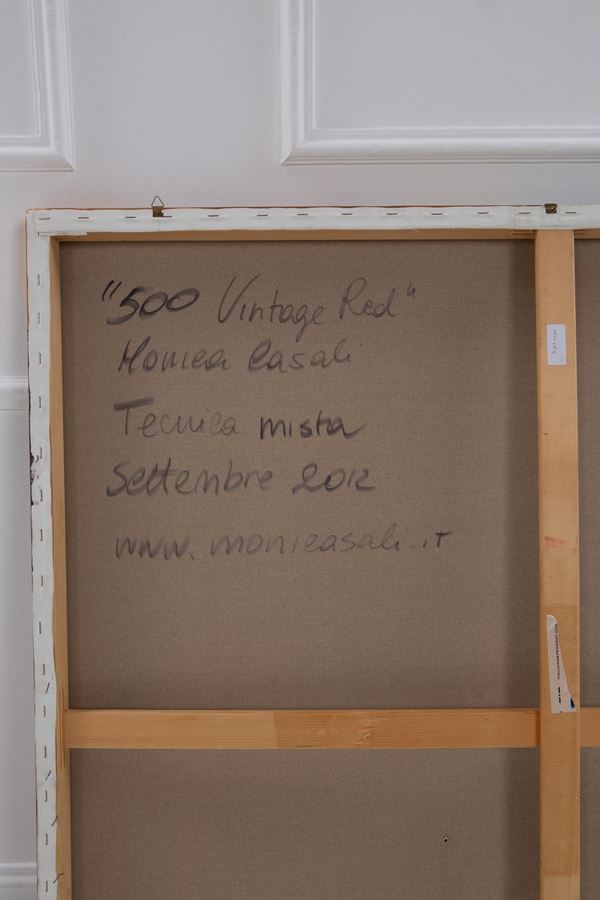 "500 Vintage Red"
Monica Casali
Tecnica mista
Settembre 2012
www.monicasali.it